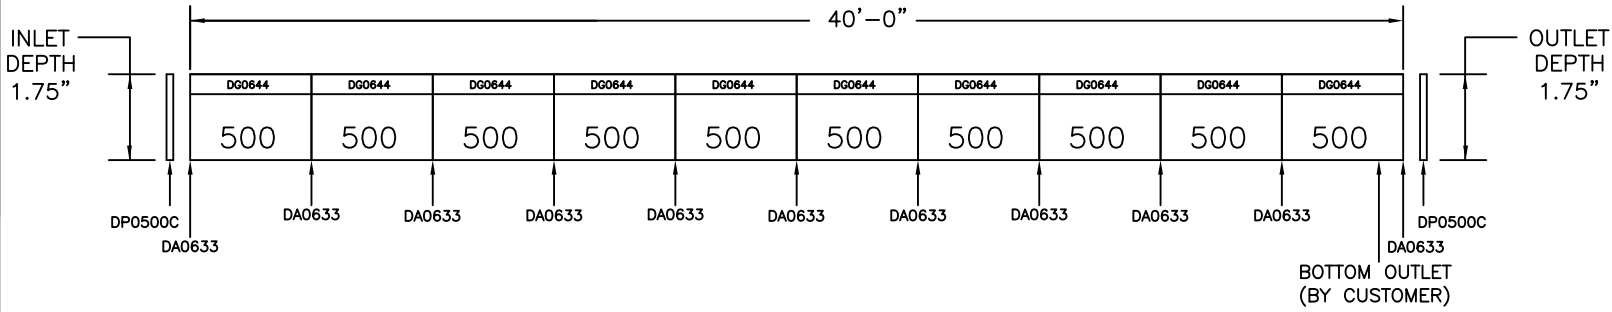 40'-0"
INLET
DEPTH
1.75"
OUTLET
DEPTH
1.75"
DG0644 DG0644 DG0644 DG0644 DG0644 DG0644 DG0644 DG0644 DG0644 DG0644
500 500 500 500 500 500 500 500 500 500
DP0500C
DA0633
DA0633 DA0633 DA0633 DA0633 DA0633 DA0633 DA0633 DA0633 DA0633
DP0500C
DA0633
BOTTOM OUTLET
(BY CUSTOMER)